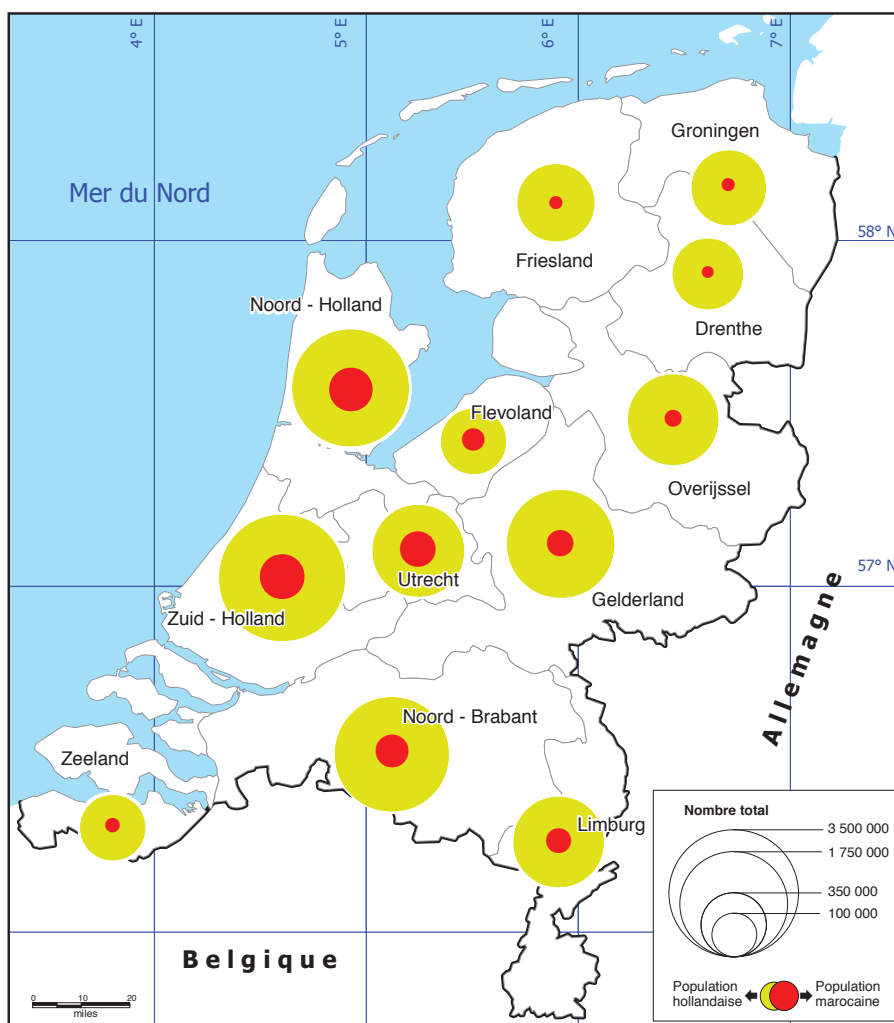 4° E
5° E
6° E
7° E
Groningen
Mer du Nord
58° N
Friesland
Noord - Holland
Drenthe
Flevoland
Overijssel
57° N
Utrecht
Gelderland
Zuid - Holland
Allemagne
Noord - Brabant
Zeeland
Limburg
Nombre total
3 500 000
1 750 000
350 000
100 000
Belgique
Population
hollandaise
Population
marocaine
0 10 20
miles